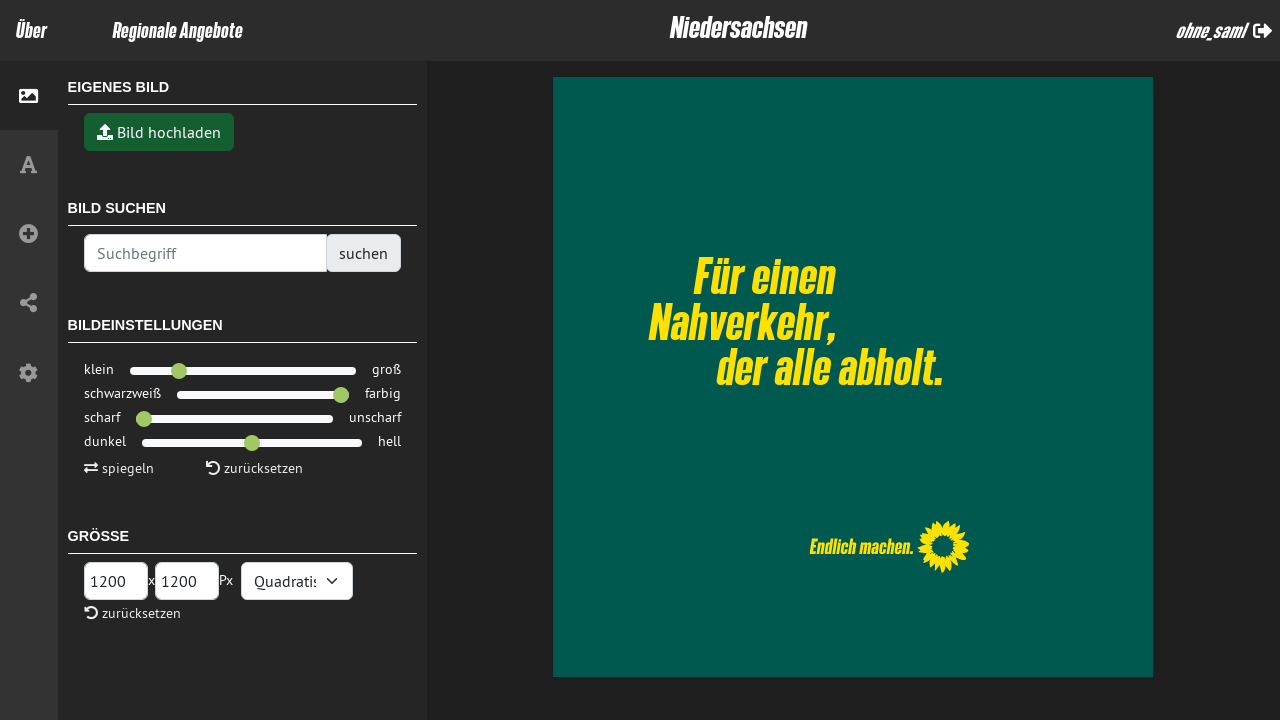 Über
Regionale Angebote
Niedersachsen
ohne_saml
EIGENES BILD
Bild hochladen
BILD SUCHEN
Suchbegriff
suchen
BILDEINSTELLUNGEN
klein
groß
schwarzweiß
farbig
scharf
unscharf
dunkel
hell
spiegeln
zurücksetzen
GRÖSSE
1200 x 1200 Px
Quadratis
zurücksetzen
Für einen
Nahverkehr,
der alle abholt.
Endlich machen.